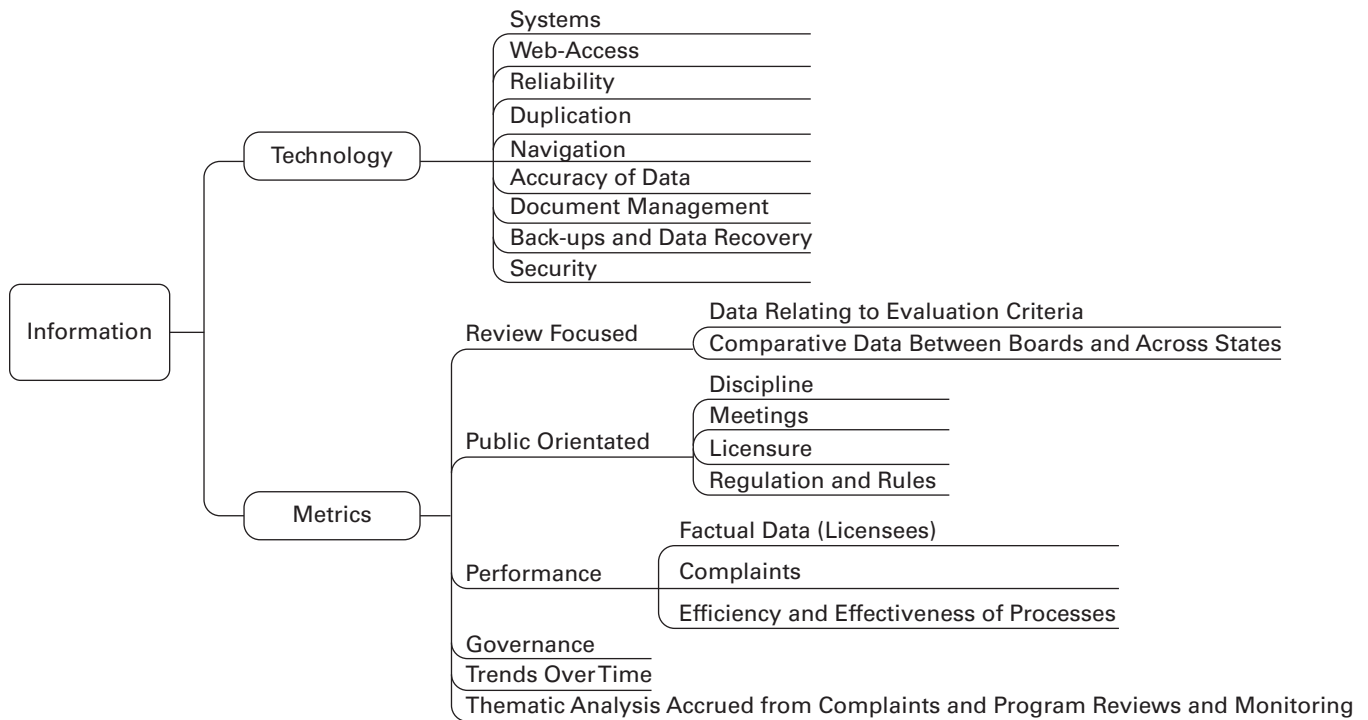 Information
Technology
Systems
Web-Access
Reliability
Duplication
Navigation
Accuracy of Data
Document Management
Back-ups and Data Recovery
Security
Metrics
Review Focused
Data Relating to Evaluation Criteria
Comparative Data Between Boards and Across States
Public Orientated
Discipline
Meetings
Licensure
Regulation and Rules
Performance
Factual Data (Licensees)
Complaints
Efficiency and Effectiveness of Processes
Governance
Trends Over Time
Thematic Analysis Accrued from Complaints and Program Reviews and Monitoring